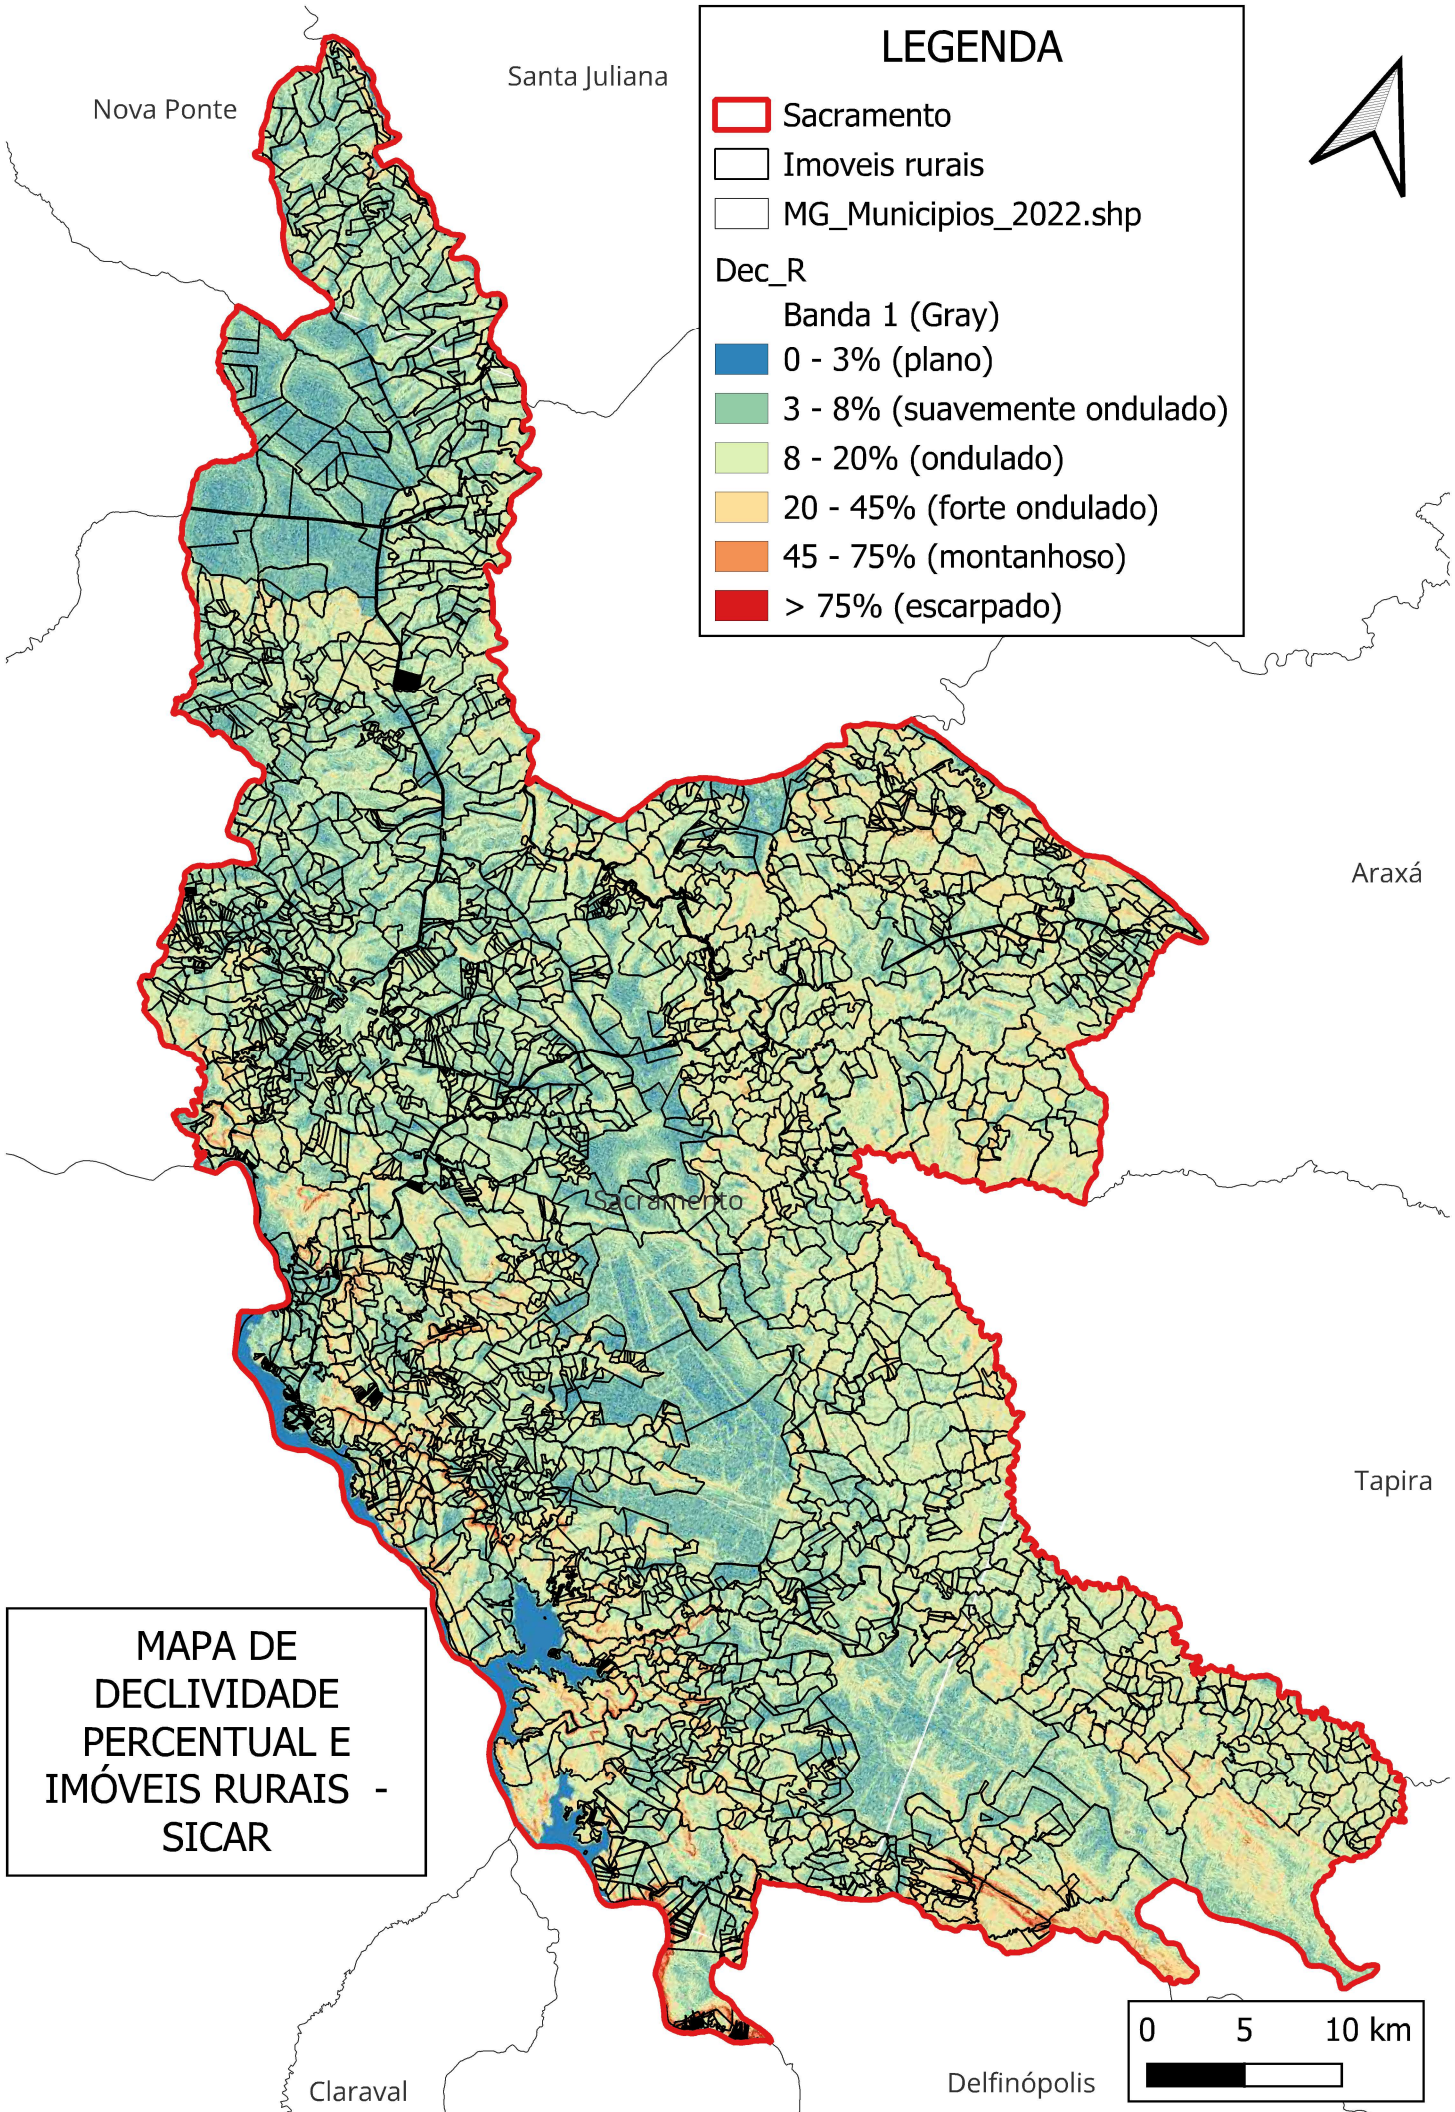 Nova Ponte
Santa Juliana
LEGENDA
Sacramento
Imoveis rurais
MG_Municipios_2022.shp
Dec_R
Banda 1 (Gray)
0 - 3% (plano)
3 - 8% (suavemente ondulado)
8 - 20% (ondulado)
20 - 45% (forte ondulado)
45 - 75% (montanhoso)
> 75% (escarpado)
Araxá
Sacramento
Tapira
MAPA DE
DECLIVIDADE
PERCENTUAL E
IMÓVEIS RURAIS -
SICAR
0 5 10 km
Claraval
Delfinópolis